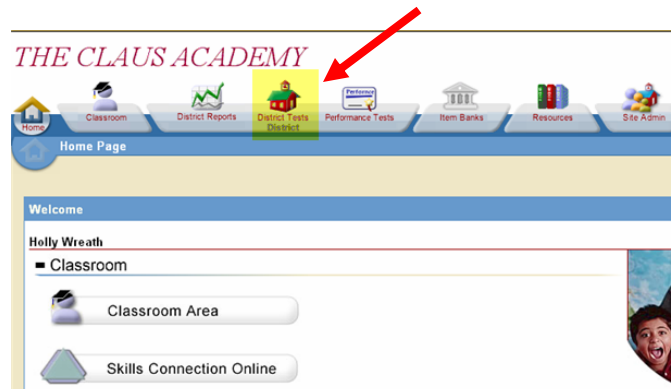 THE CLAUS ACADEMY
Performance
Home Classroom District Reports District Tests Performance Tests Item Banks Resources Site Admin
District
Home Page
Welcome
Holly Wreath
Classroom
Classroom Area
Skills Connection Online